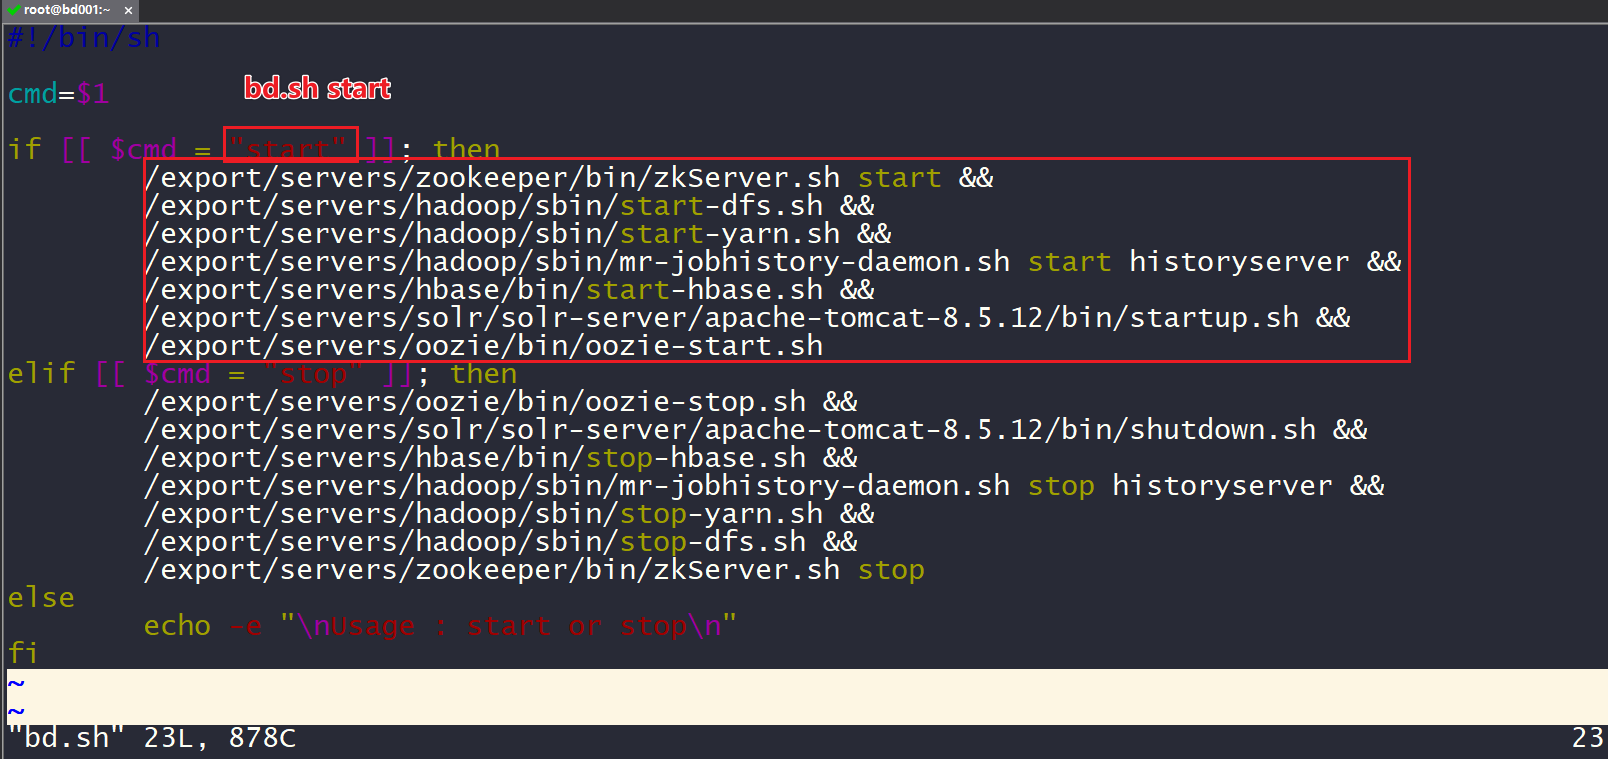 root@bd001:~ ×
#!/bin/sh
cmd=$1
bd.sh start
if [[ $cmd = "start" ]]; then
/export/servers/zookeeper/bin/zkServer.sh start &&
/export/servers/hadoop/sbin/start-dfs.sh &&
/export/servers/hadoop/sbin/start-yarn.sh &&
/export/servers/hadoop/sbin/mr-jobhistory-daemon.sh start historyserver &&
/export/servers/hbase/bin/start-hbase.sh &&
/export/servers/solr/solr-server/apache-tomcat-8.5.12/bin/startup.sh &&
/export/servers/oozie/bin/oozie-start.sh
elif [[ $cmd = "stop" ]]; then
/export/servers/oozie/bin/oozie-stop.sh &&
/export/servers/solr/solr-server/apache-tomcat-8.5.12/bin/shutdown.sh &&
/export/servers/hbase/bin/stop-hbase.sh &&
/export/servers/hadoop/sbin/mr-jobhistory-daemon.sh stop historyserver &&
/export/servers/hadoop/sbin/stop-yarn.sh &&
/export/servers/hadoop/sbin/stop-dfs.sh &&
/export/servers/zookeeper/bin/zkServer.sh stop
else
echo -e "\nUsage : start or stop\n"
fi
~
~
"bd.sh" 23L, 878C 23